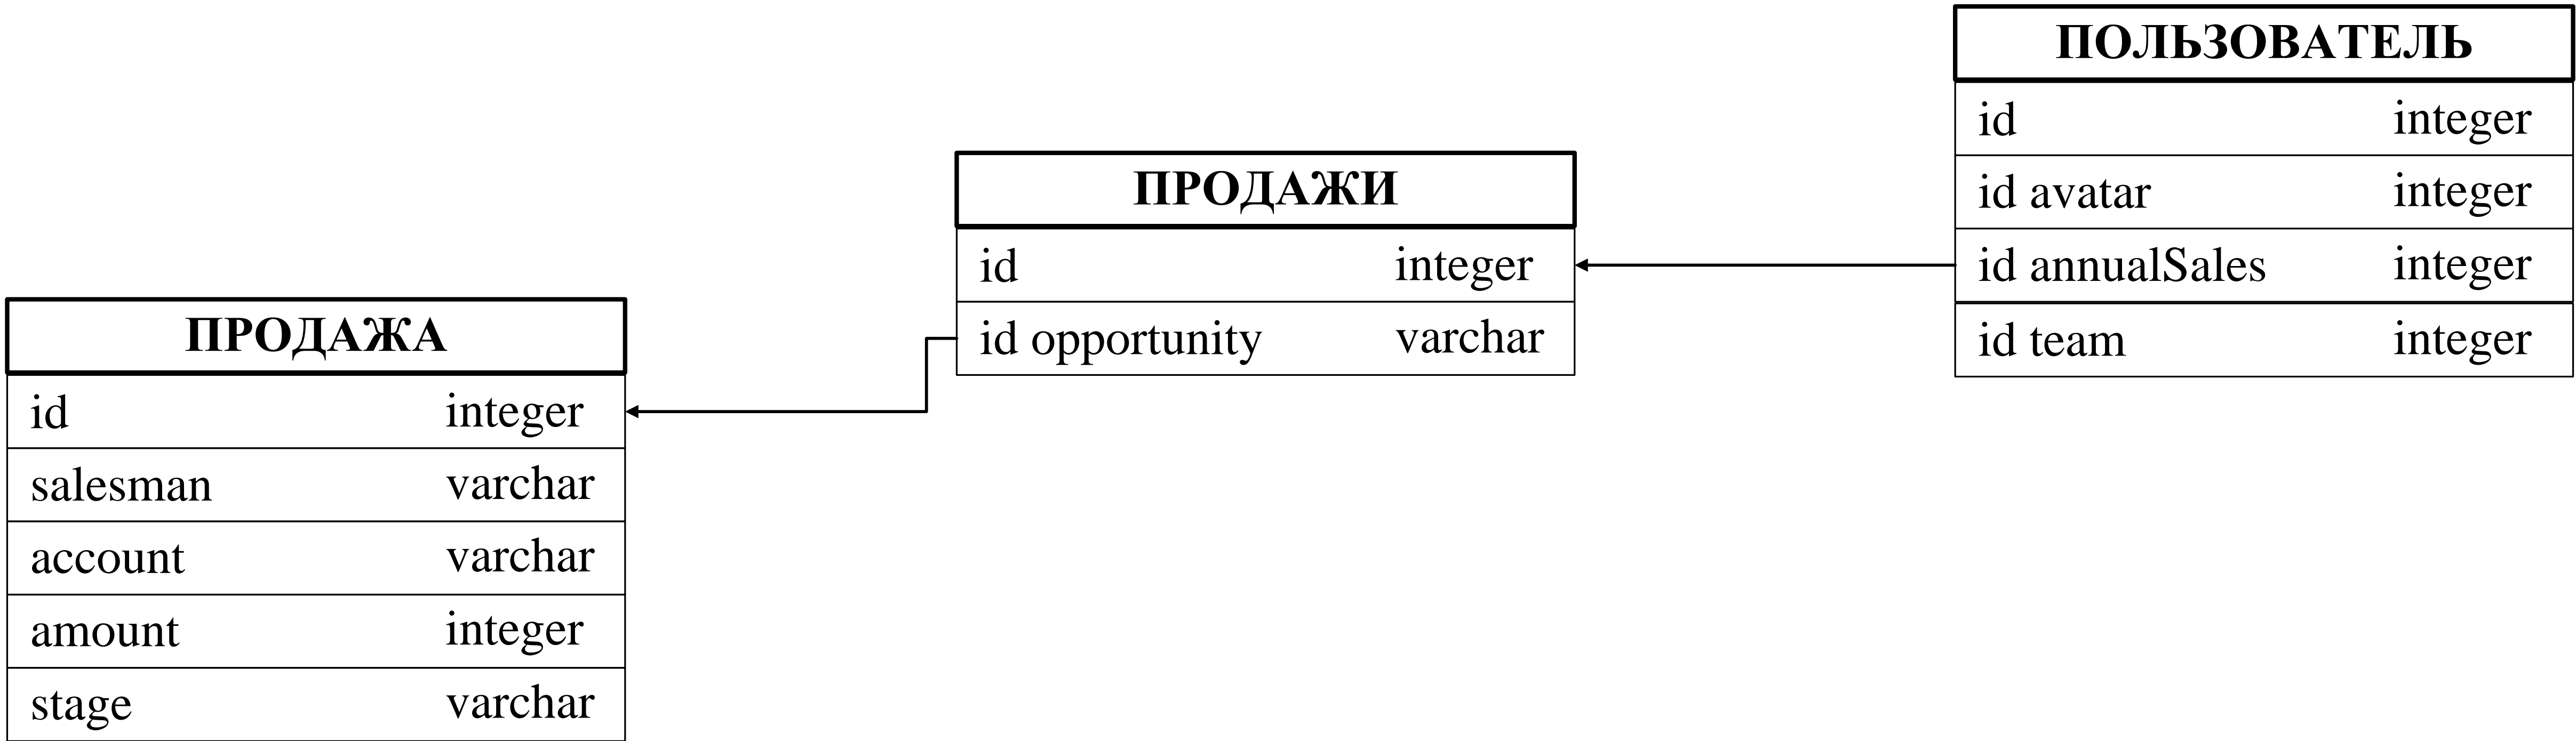 ПРОДАЖА
id integer
salesman varchar
account varchar
amount integer
stage varchar
ПРОДАЖИ
id integer
id opportunity varchar
ПОЛЬЗОВАТЕЛЬ
id integer
id avatar integer
id annualSales integer
id team integer